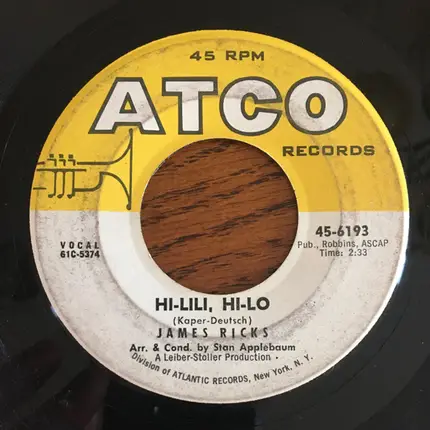 45 RPM
ATCO
RECORDS
45-6193
Pub., Robbins, ASCAP
Time: 2:33
VOCAL
61C-5374
HI-LILI, HI-LO
(Kaper-Deutsch)
JAMES RICKS
Arr. & Cond. by Stan Applebaum
A Leiber-Stoller Production
Division of ATLANTIC RECORDS, New York, N. Y.